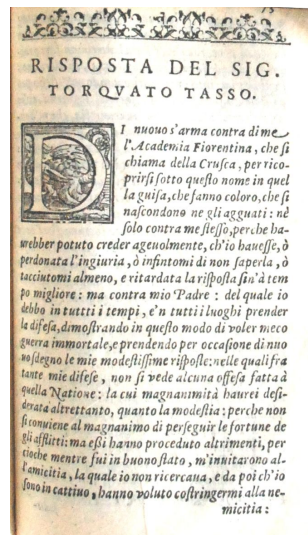 RISPOSTA DEL SIG.
TORQVATO TASSO.
DI nuouo s'arma contra di me
l'Academia Fiorentina, che si
chiama della Crusca, per rico-
prirsi sotto questo nome in quel
la guisa, che fanno coloro, che si
nascondono ne gli agguati: nè
solo contra me stesso, perche ha-
urebber potuto creder ageuolmente, ch'io hauesse, ò
perdonata l'ingiuria, ò infintomi di non saperla, ò
tacciutomi almeno, e ritardata la risposta sin'à tem
po migliore: ma contra mio Padre: del quale io
debbo in tuttti i tempi, e'n tutti i luoghi prender
la difesa, dimostrando in questo modo di voler meco
guerra immortale, e prendendo per occasione di nuo
uo sdegno le mie modestissime risposte: nelle quali fra
tante mie difese, non si vede alcuna offesa fatta à
quella Natione: la cui magnanimità haurei desi-
derata altrettanto, quanto la modestia: perche non
si conuiene al magnanimo di perseguir le fortune de
gli afflitti: ma essi hanno proceduto altrimenti, per
cioche mentre fui in buono stato, m'innitarono al-
l'amicitia, la quale io non ricercaua, e da poi ch'io
sono in cattiuo, hanno voluto costringermi alla ne-
micitia: